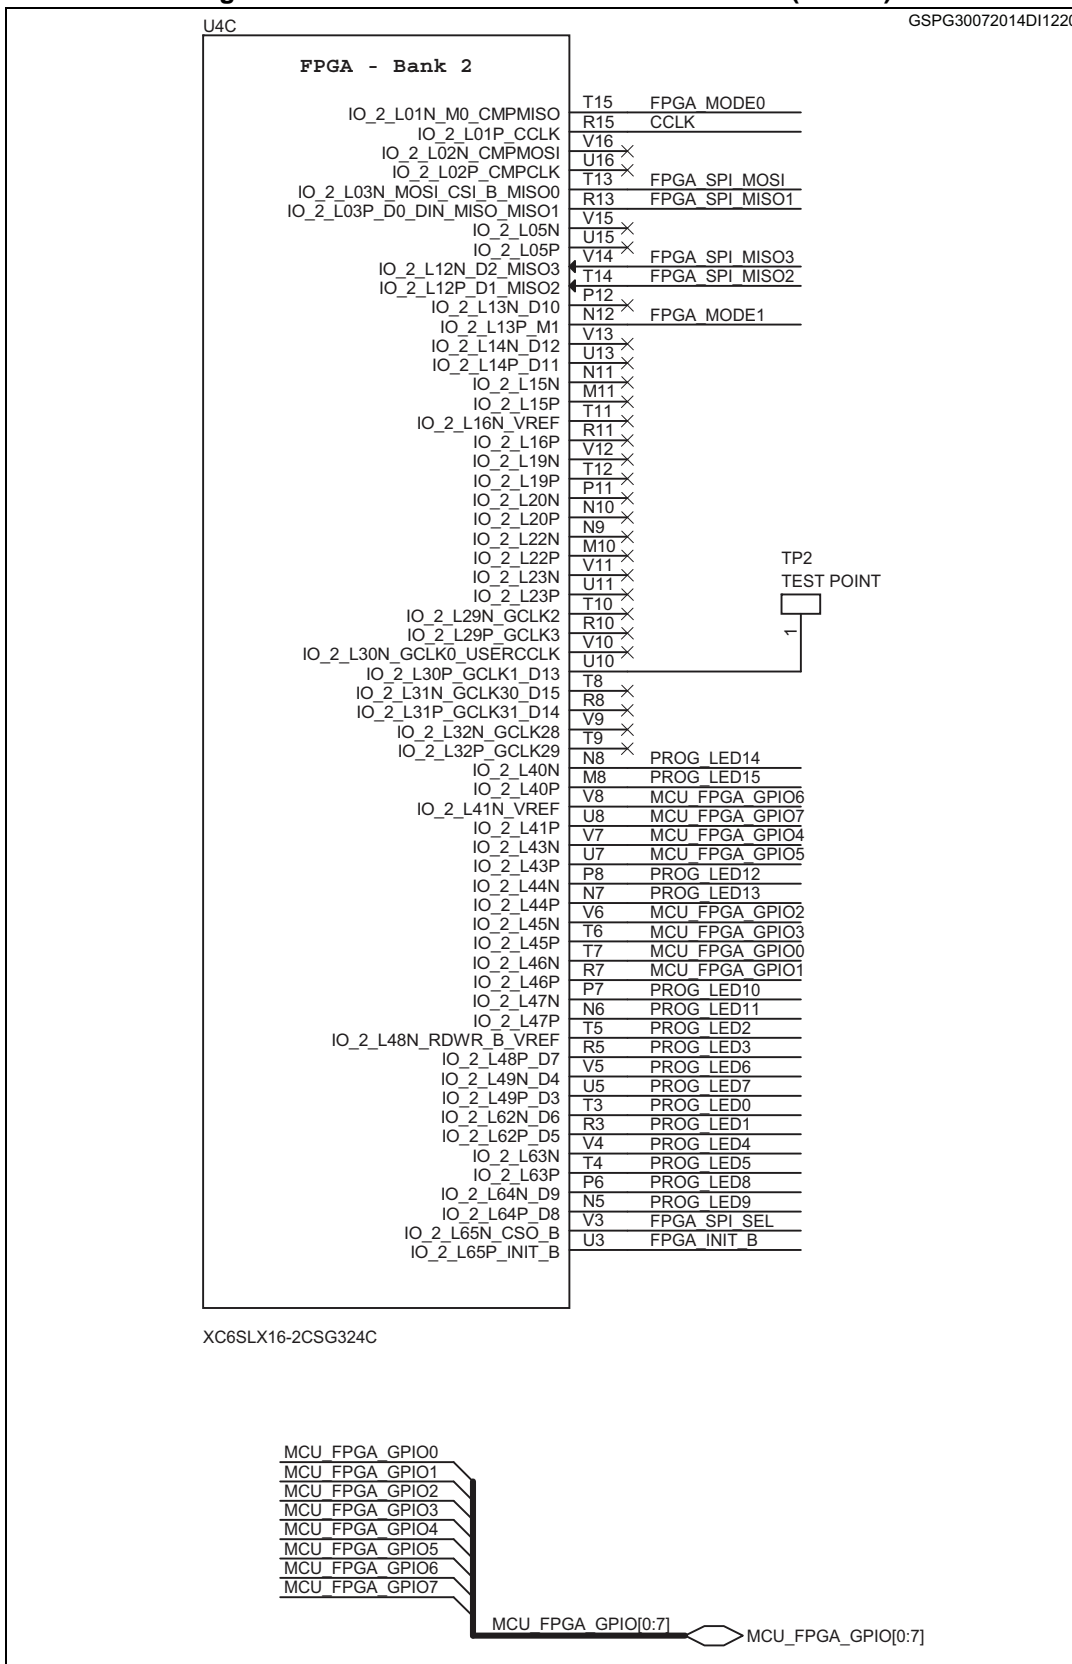 GSPG30072014DI1220
U4C
FPGA - Bank 2
IO_2_L01N_M0_CMPMISO T15 FPGA_MODE0
IO_2_L01P_CCLK R15 CCLK
IO_2_L02N_CMPMOSI V16
IO_2_L02P_CMPCLK U16
IO_2_L03N_MOSI_CSI_B_MISO0 T13 FPGA_SPI_MOSI
IO_2_L03P_D0_DIN_MISO_MISO1 R13 FPGA_SPI_MISO1
IO_2_L05N V15
IO_2_L05P U15
IO_2_L12N_D2_MISO3 V14 FPGA_SPI_MISO3
IO_2_L12P_D1_MISO2 T14 FPGA_SPI_MISO2
IO_2_L13N_D10 P12
IO_2_L13P_M1 N12 FPGA_MODE1
IO_2_L14N_D12 V13
IO_2_L14P_D11 U13
IO_2_L15N N11
IO_2_L15P M11
IO_2_L16N_VREF T11
IO_2_L16P R11
IO_2_L19N V12
IO_2_L19P T12
IO_2_L20N P11
IO_2_L20P N10
IO_2_L22N N9
IO_2_L22P M10
IO_2_L23N V11
IO_2_L23P U11
IO_2_L29N_GCLK2 T10
IO_2_L29P_GCLK3 R10
IO_2_L30N_GCLK0_USERCCLK V10
IO_2_L30P_GCLK1_D13 U10
IO_2_L31N_GCLK30_D15 T8
IO_2_L31P_GCLK31_D14 R8
IO_2_L32N_GCLK28 V9
IO_2_L32P_GCLK29 T9
TP2
TEST POINT
1
IO_2_L40N N8 PROG_LED14
IO_2_L40P M8 PROG_LED15
IO_2_L41N_VREF V8 MCU_FPGA_GPIO6
IO_2_L41P U8 MCU_FPGA_GPIO7
IO_2_L43N V7 MCU_FPGA_GPIO4
IO_2_L43P U7 MCU_FPGA_GPIO5
IO_2_L44N P8 PROG_LED12
IO_2_L44P N7 PROG_LED13
IO_2_L45N V6 MCU_FPGA_GPIO2
IO_2_L45P T6 MCU_FPGA_GPIO3
IO_2_L46N T7 MCU_FPGA_GPIO0
IO_2_L46P R7 MCU_FPGA_GPIO1
IO_2_L47N P7 PROG_LED10
IO_2_L47P N6 PROG_LED11
IO_2_L48N_RDWR_B_VREF T5 PROG_LED2
IO_2_L48P_D7 R5 PROG_LED3
IO_2_L49N_D4 V5 PROG_LED6
IO_2_L49P_D3 U5 PROG_LED7
IO_2_L62N_D6 T3 PROG_LED0
IO_2_L62P_D5 R3 PROG_LED1
IO_2_L63N V4 PROG_LED4
IO_2_L63P T4 PROG_LED5
IO_2_L64N_D9 P6 PROG_LED8
IO_2_L64P_D8 N5 PROG_LED9
IO_2_L65N_CSO_B V3 FPGA_SPI_SEL
IO_2_L65P_INIT_B U3 FPGA_INIT_B
XC6SLX16-2CSG324C
MCU_FPGA_GPIO0
MCU_FPGA_GPIO1
MCU_FPGA_GPIO2
MCU_FPGA_GPIO3
MCU_FPGA_GPIO4
MCU_FPGA_GPIO5
MCU_FPGA_GPIO6
MCU_FPGA_GPIO7
MCU_FPGA_GPIO[0:7] MCU_FPGA_GPIO[0:7]